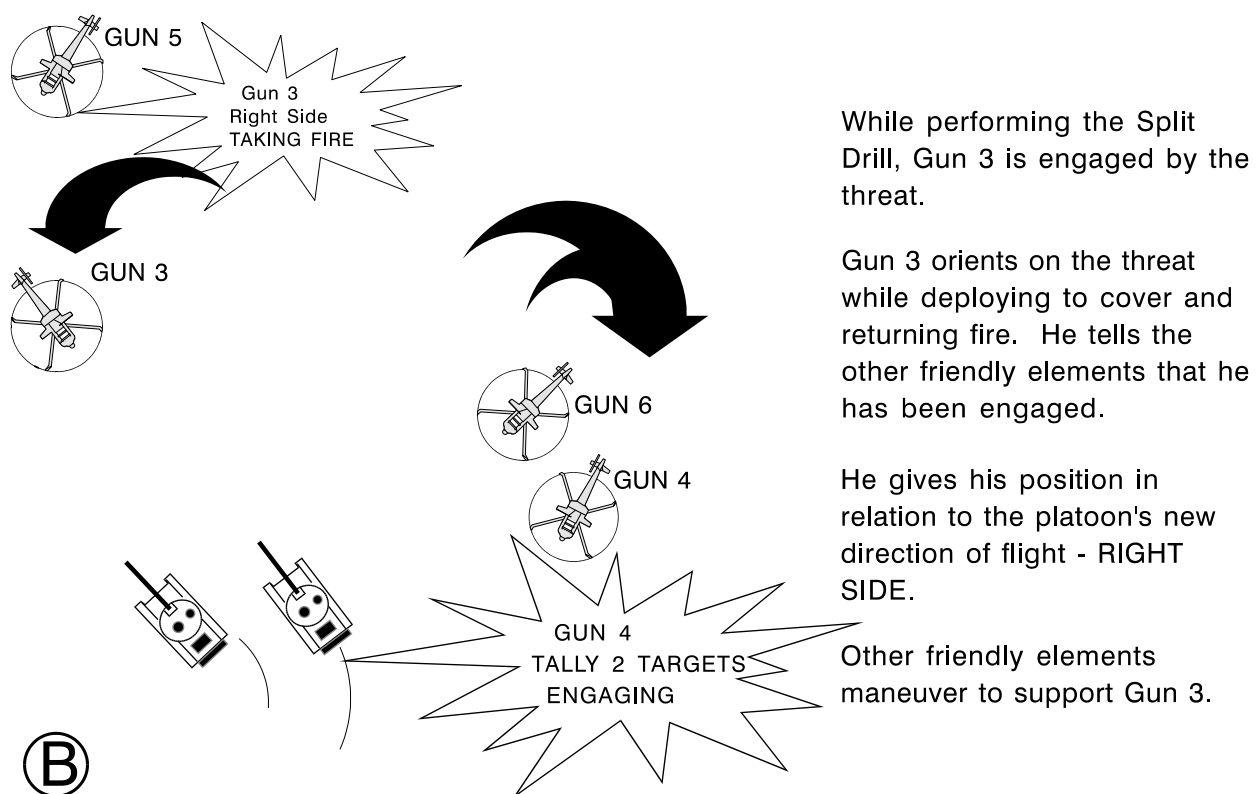 GUN 5
Gun 3
Right Side
TAKING FIRE
GUN 3
GUN 6
GUN 4
GUN 4
TALLY 2 TARGETS
ENGAGING
B
While performing the Split
Drill, Gun 3 is engaged by the
threat.
Gun 3 orients on the threat
while deploying to cover and
returning fire. He tells the
other friendly elements that he
has been engaged.
He gives his position in
relation to the platoon's new
direction of flight - RIGHT
SIDE.
Other friendly elements
maneuver to support Gun 3.